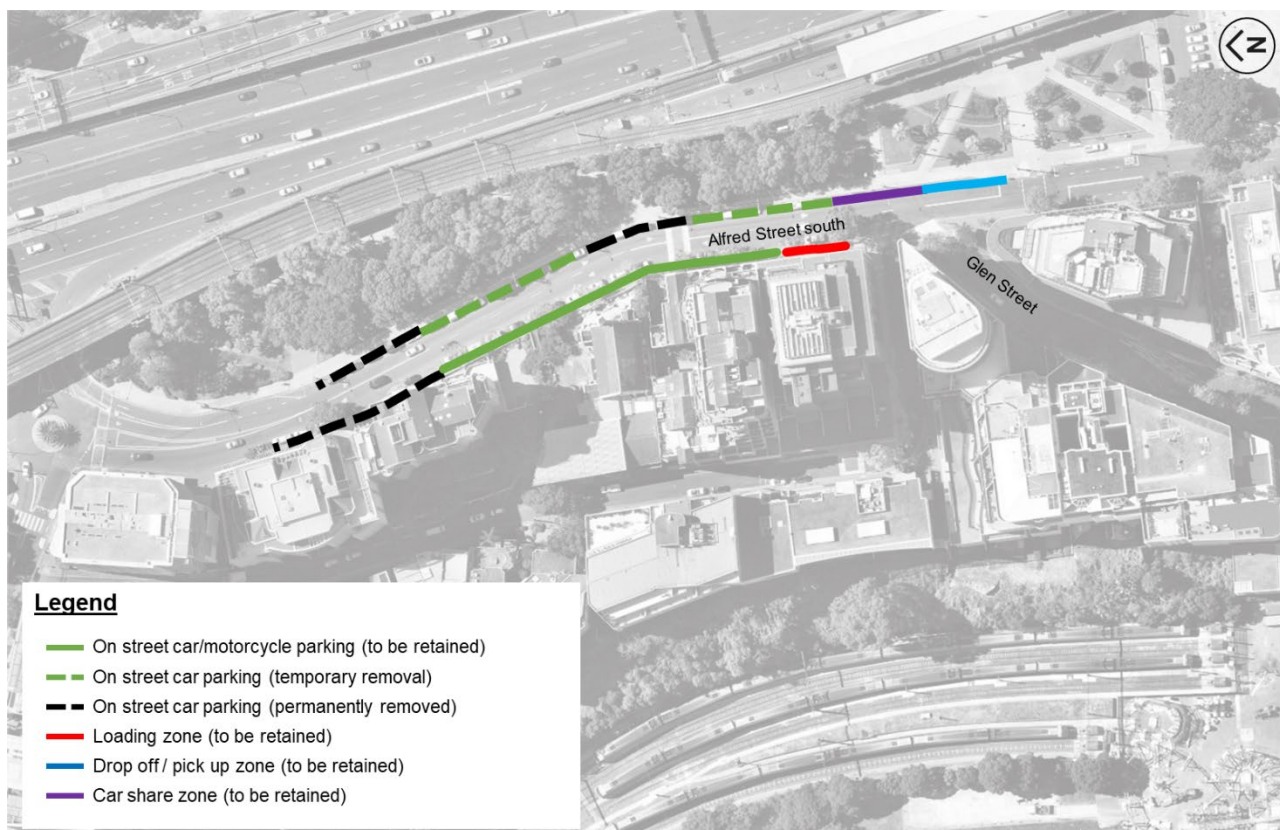 N
Alfred Street south
Glen Street
Legend
On street car/motorcycle parking (to be retained)
On street car parking (temporary removal)
On street car parking (permanently removed)
Loading zone (to be retained)
Drop off / pick up zone (to be retained)
Car share zone (to be retained)